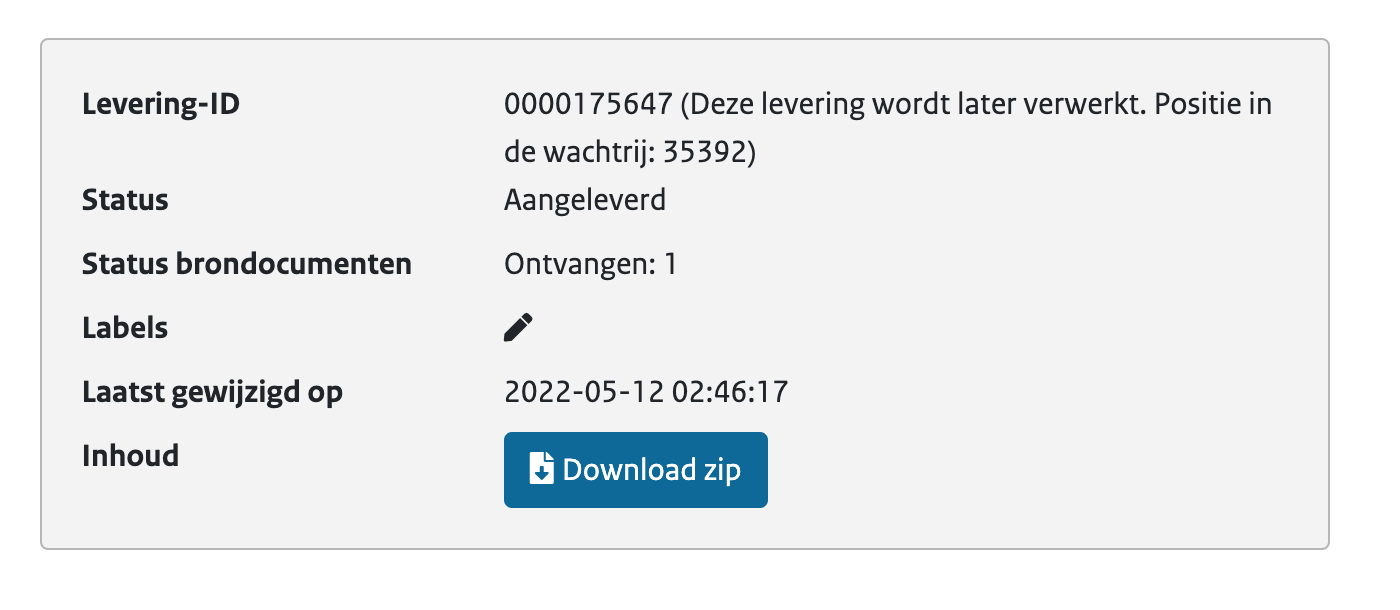 Levering-ID 0000175647 (Deze levering wordt later verwerkt. Positie in
de wachtrij: 35392)
Status Aangeleverd
Status brondocumenten Ontvangen: 1
Labels
Laatst gewijzigd op 2022-05-12 02:46:17
Inhoud Download zip